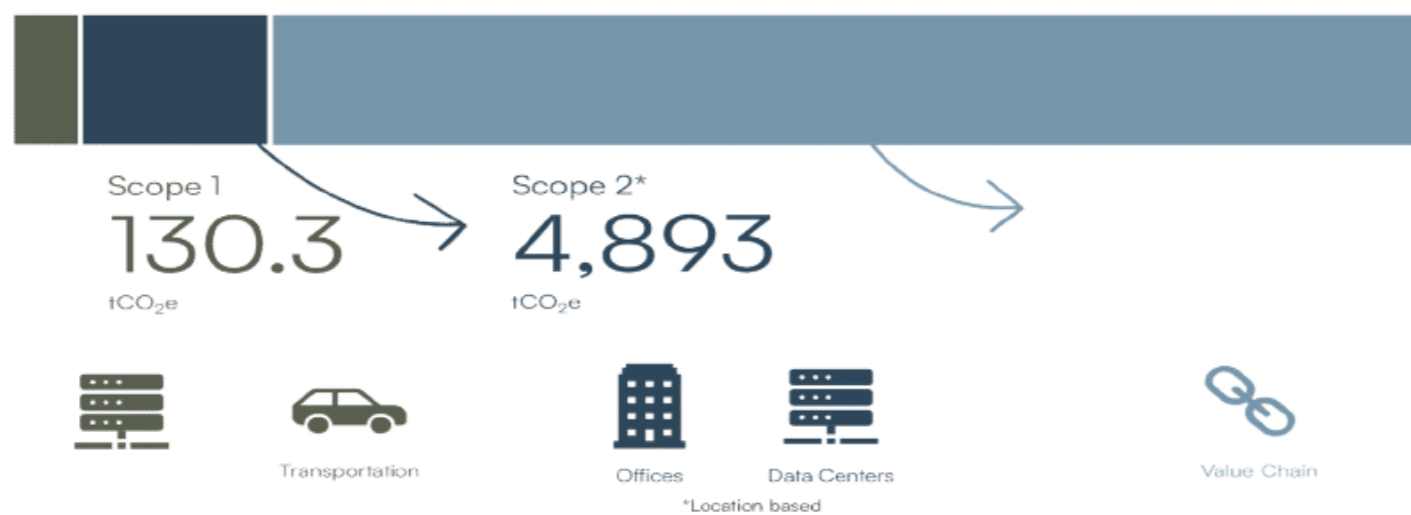 Scope 1
130.3
tCO₂e
Scope 2*
4,893
tCO₂e
Transportation
Offices
Data Centers
Value Chain
*Location based